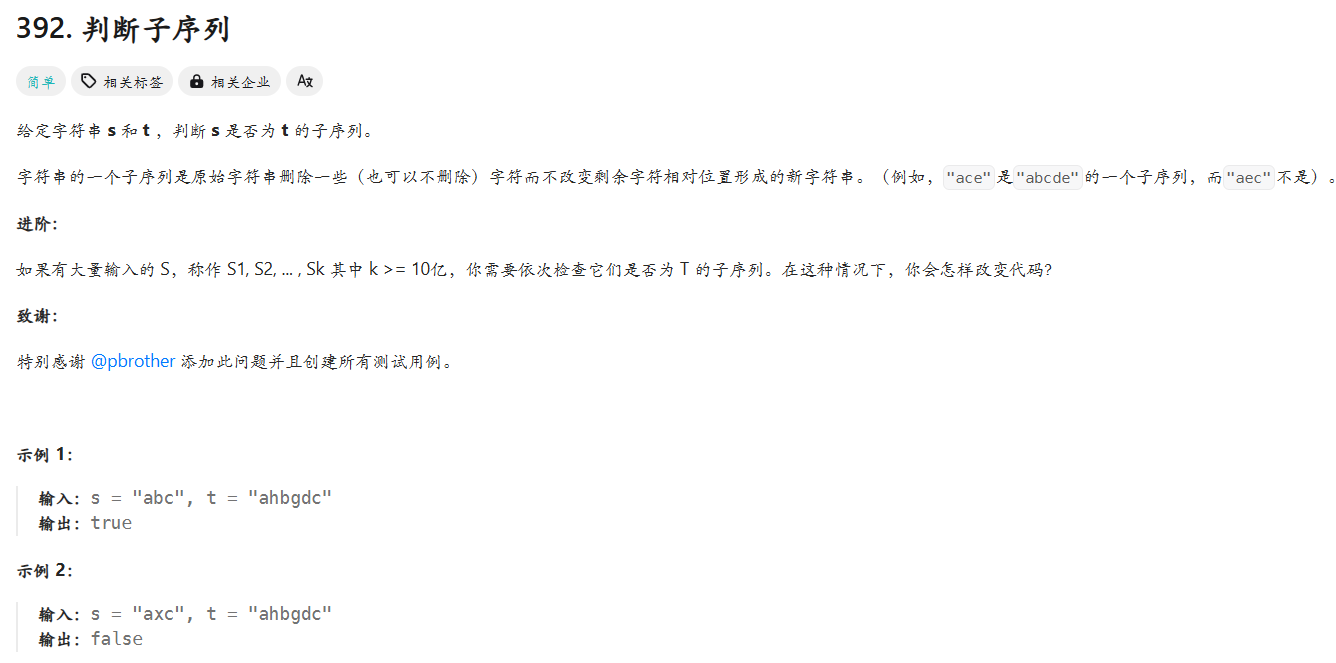 392. 判断子序列
简单 相关标签 相关企业 A文
给定字符串 s 和 t ，判断 s 是否为 t 的子序列。
字符串的一个子序列是原始字符串删除一些（也可以不删除）字符而不改变剩余字符相对位置形成的新字符串。（例如，"ace"是"abcde"的一个子序列，而"aec"不是）。
进阶：
如果有大量输入的 S，称作 S1, S2, ... , Sk 其中 k >= 10亿，你需要依次检查它们是否为 T 的子序列。在这种情况下，你会怎样改变代码？
致谢：
特别感谢 @pbrother 添加此问题并且创建所有测试用例。
示例 1：
输入：s = "abc", t = "ahbgdc"
输出：true
示例 2：
输入：s = "axc", t = "ahbgdc"
输出：false